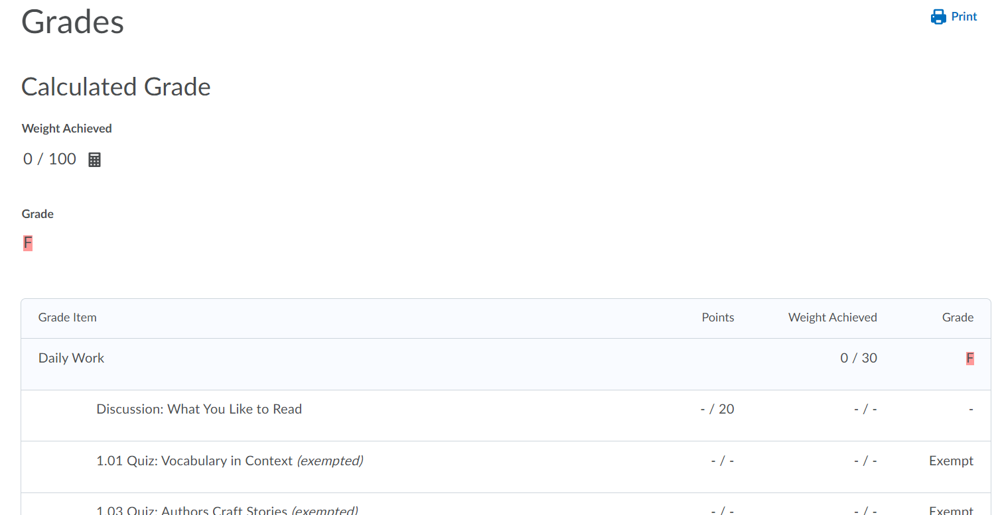 Grades
Print
Calculated Grade
Weight Achieved
0 / 100
Grade
F
Grade Item Points Weight Achieved Grade
Daily Work 0 / 30 F
Discussion: What You Like to Read - / 20 - / - -
1.01 Quiz: Vocabulary in Context (exempted) - / - - / - Exempt
1.03 Quiz: Authors Craft Stories (exempted) - / - - / - Exempt